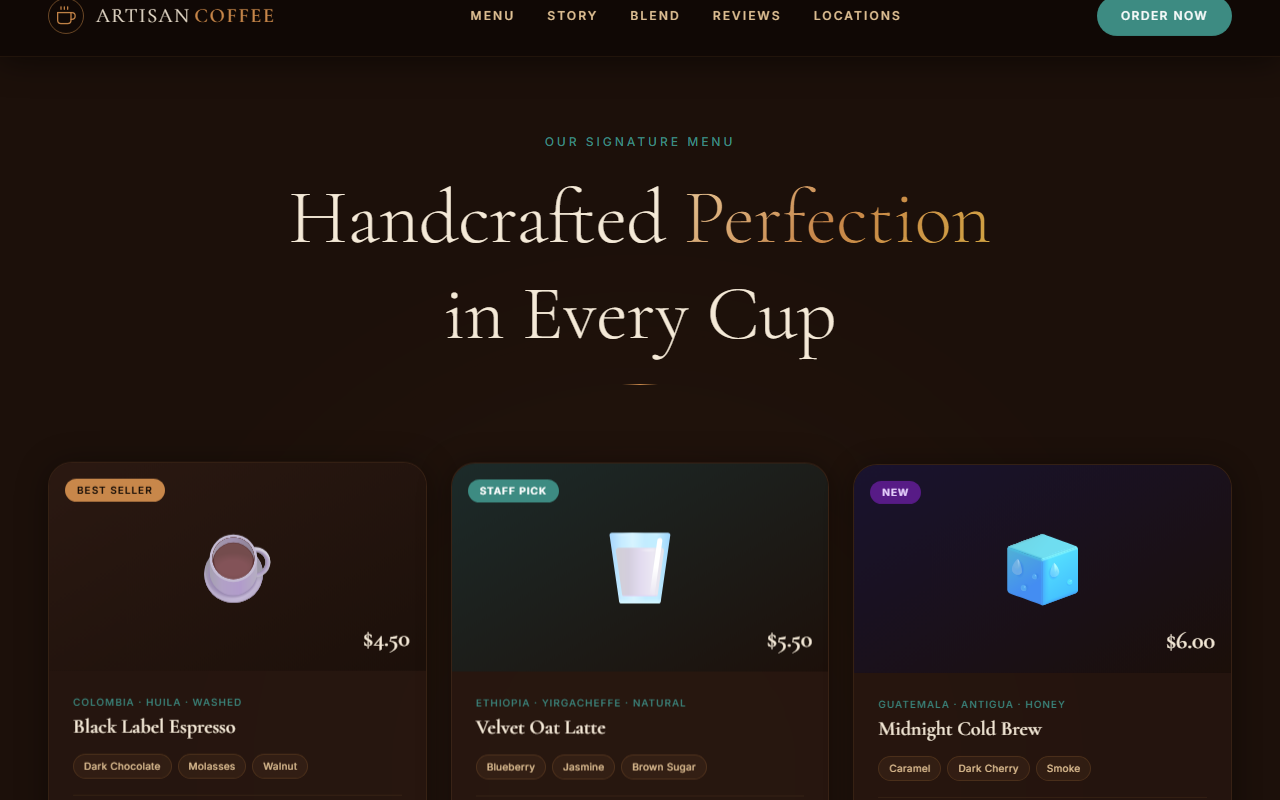 ARTISAN COFFEE
MENU STORY BLEND REVIEWS LOCATIONS
ORDER NOW
OUR SIGNATURE MENU
Handcrafted Perfection
in Every Cup
BEST SELLER
$4.50
COLOMBIA · HUILA · WASHED
Black Label Espresso
Dark Chocolate Molasses Walnut
STAFF PICK
$5.50
ETHIOPIA · YIRGACHEFFE · NATURAL
Velvet Oat Latte
Blueberry Jasmine Brown Sugar
NEW
$6.00
GUATEMALA · ANTIGUA · HONEY
Midnight Cold Brew
Caramel Dark Cherry Smoke